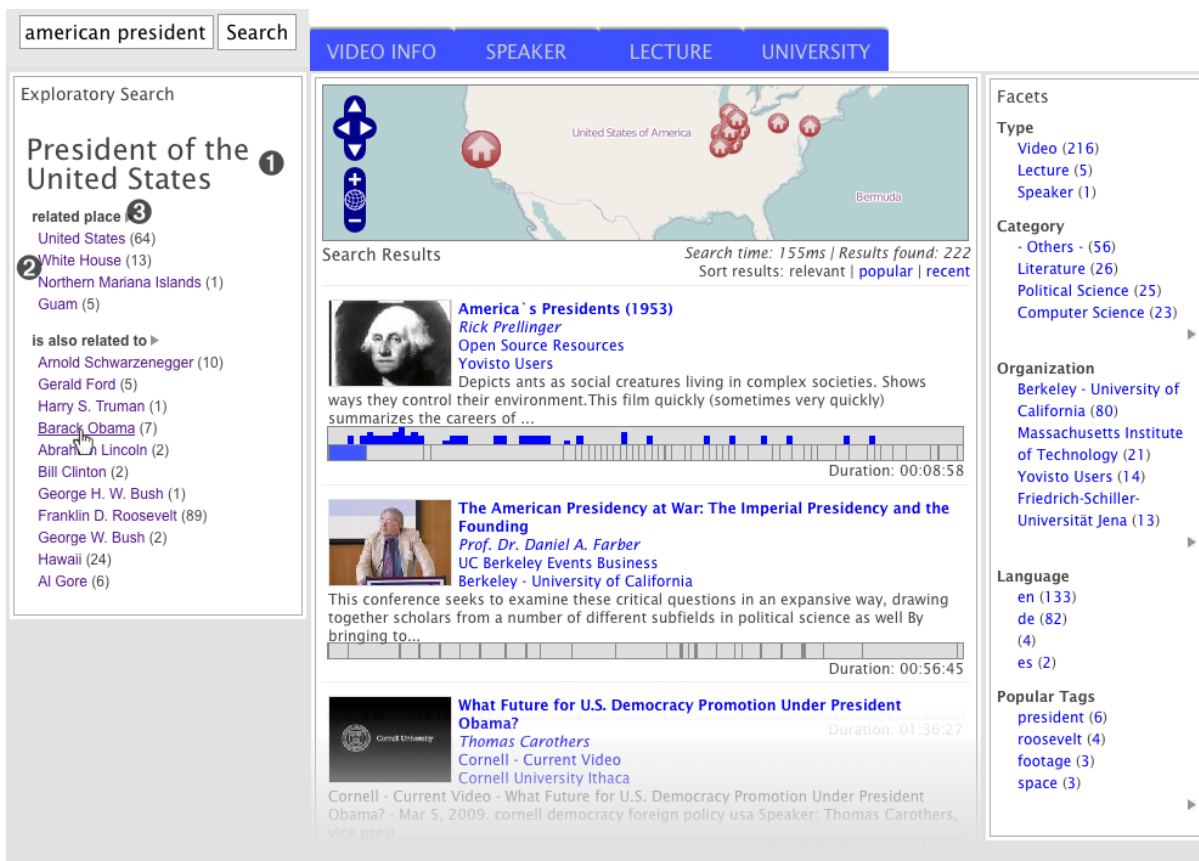 american president Search
VIDEO INFO SPEAKER LECTURE UNIVERSITY
Exploratory Search
President of the
United States
❶
related place
❸
United States (64)
❷
White House (13)
Northern Mariana Islands (1)
Guam (5)
is also related to
Arnold Schwarzenegger (10)
Gerald Ford (5)
Harry S. Truman (1)
Barack Obama (7)
Abraham Lincoln (2)
Bill Clinton (2)
George H. W. Bush (1)
Franklin D. Roosevelt (89)
George W. Bush (2)
Hawaii (24)
Al Gore (6)
United States of America
Bermuda
Search Results
Search time: 155ms | Results found: 222
Sort results: relevant | popular | recent
America`s Presidents (1953)
Rick Prellinger
Open Source Resources
Yovisto Users
Depicts ants as social creatures living in complex societies. Shows
ways they control their environment.This film quickly (sometimes very quickly)
summarizes the careers of ...
Duration: 00:08:58
The American Presidency at War: The Imperial Presidency and the
Founding
Prof. Dr. Daniel A. Farber
UC Berkeley Events Business
Berkeley - University of California
This conference seeks to examine these critical questions in an expansive way, drawing
together scholars from a number of different subfields in political science as well By
bringing to...
Duration: 00:56:45
Cornell University
What Future for U.S. Democracy Promotion Under President
Obama?
Duration: 01:36:27
Thomas Carothers
Cornell - Current Video
Cornell University Ithaca
Cornell - Current Video - What Future for U.S. Democracy Promotion Under President
Obama? - Mar 5, 2009. cornell democracy foreign policy usa Speaker: Thomas Carothers,
vice presi...
Facets
Type
Video (216)
Lecture (5)
Speaker (1)
Category
- Others - (56)
Literature (26)
Political Science (25)
Computer Science (23)
Organization
Berkeley - University of
California (80)
Massachusetts Institute
of Technology (21)
Yovisto Users (14)
Friedrich-Schiller-
Universität Jena (13)
Language
en (133)
de (82)
(4)
es (2)
Popular Tags
president (6)
roosevelt (4)
footage (3)
space (3)